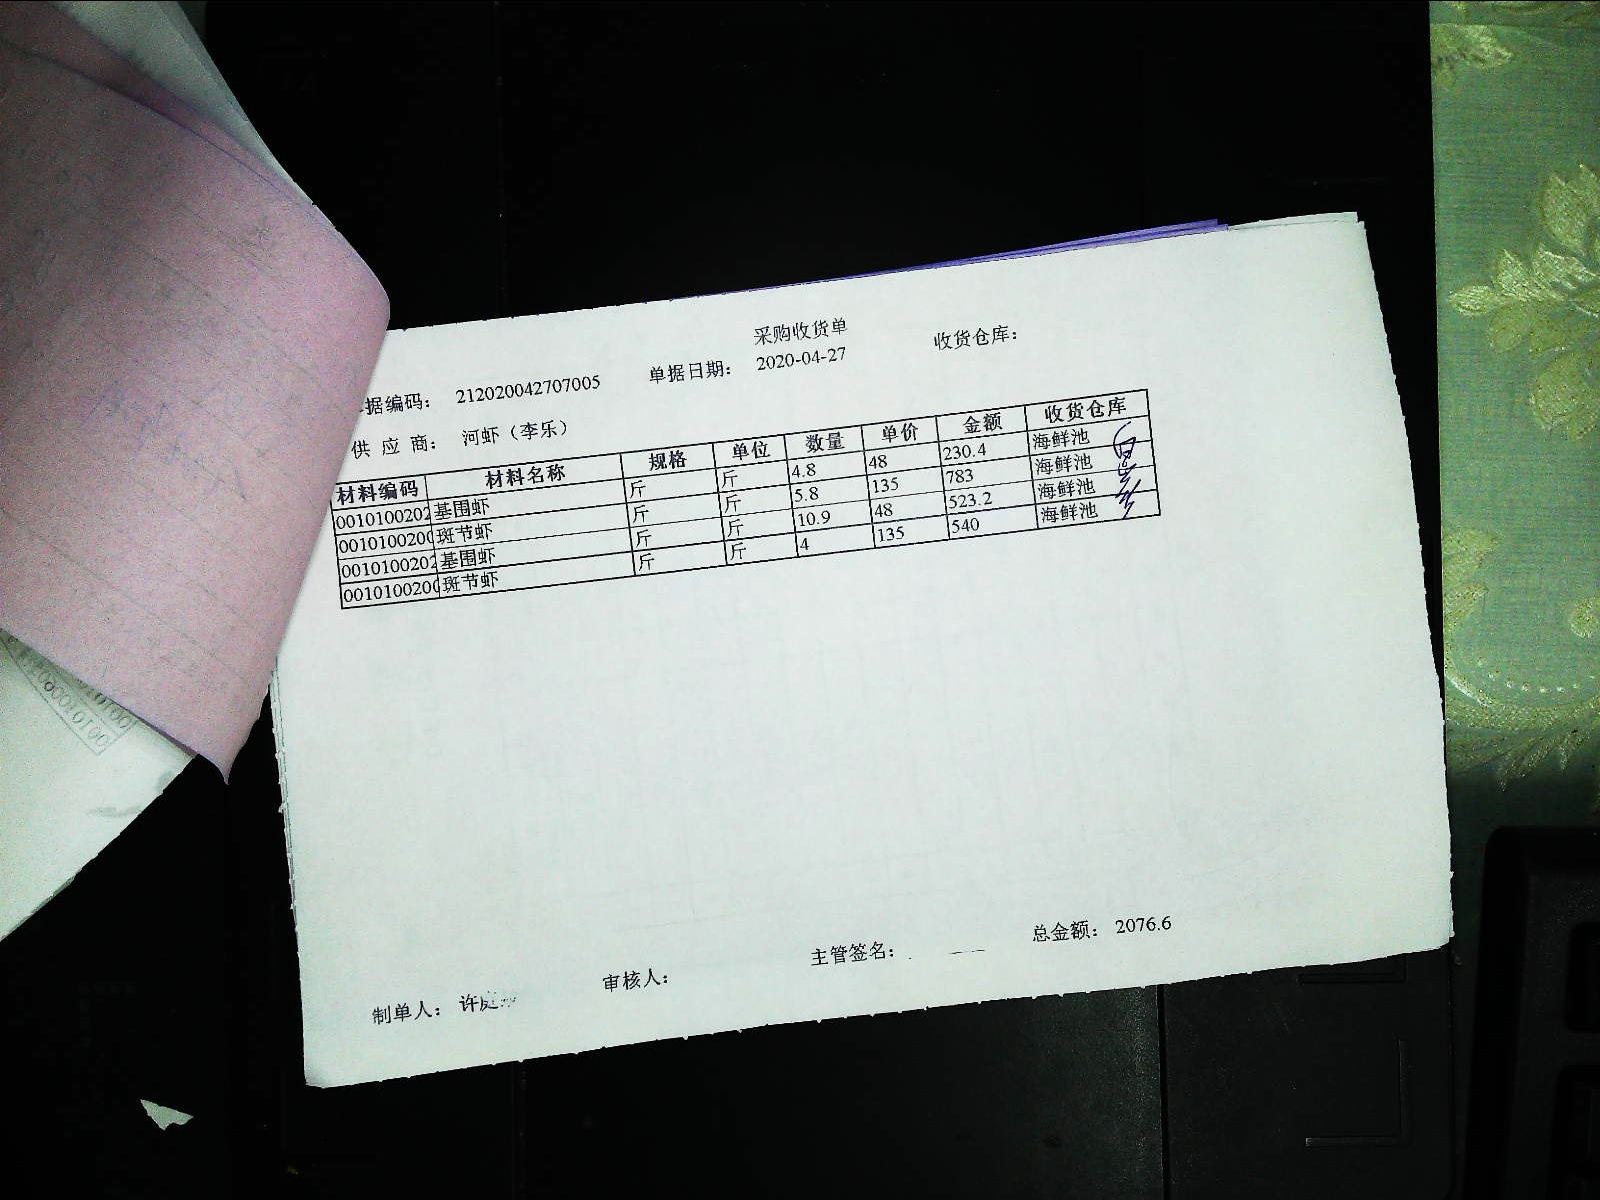 采购收货单
据编码： 212020042707005 单据日期： 2020-04-27 收货仓库：
供 应 商： 河虾（李乐）
材料编码 材料名称 规格 单位 数量 单价 金额 收货仓库
0010100202 基围虾 斤 斤 4.8 48 230.4 海鲜池
001010020 斑节虾 斤 斤 5.8 135 783 海鲜池
0010100202 基围虾 斤 斤 10.9 48 523.2 海鲜池
001010020 斑节虾 斤 斤 4 135 540 海鲜池
制单人： 许庭 审核人： 主管签名： 总金额： 2076.6